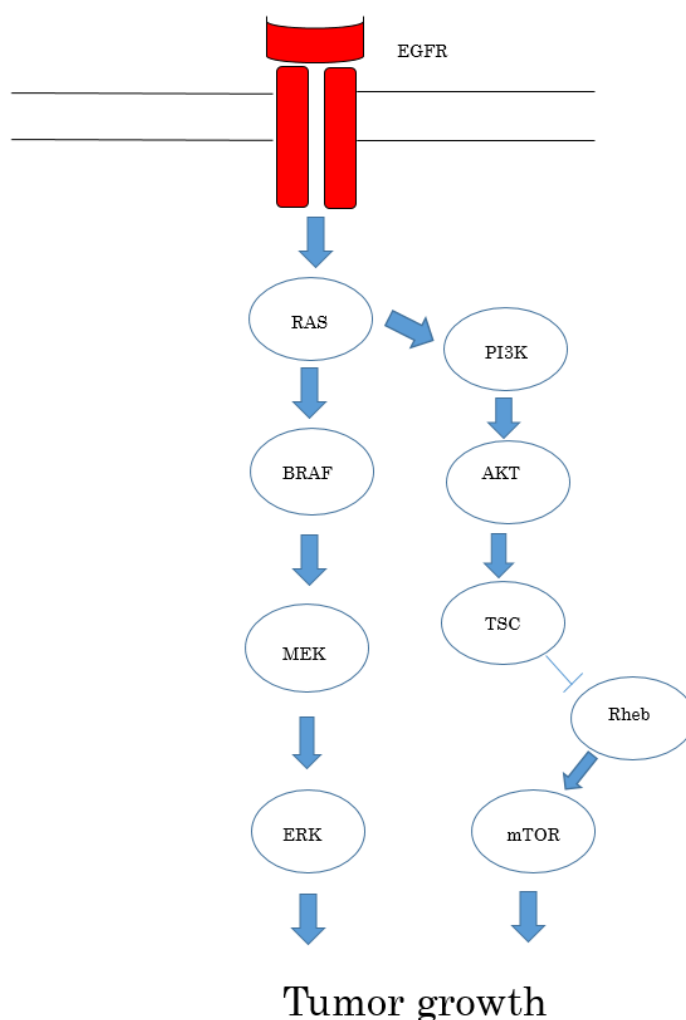 EGFR
RAS
PI3K
BRAF
AKT
TSC
MEK
Rheb
ERK
mTOR
Tumor growth